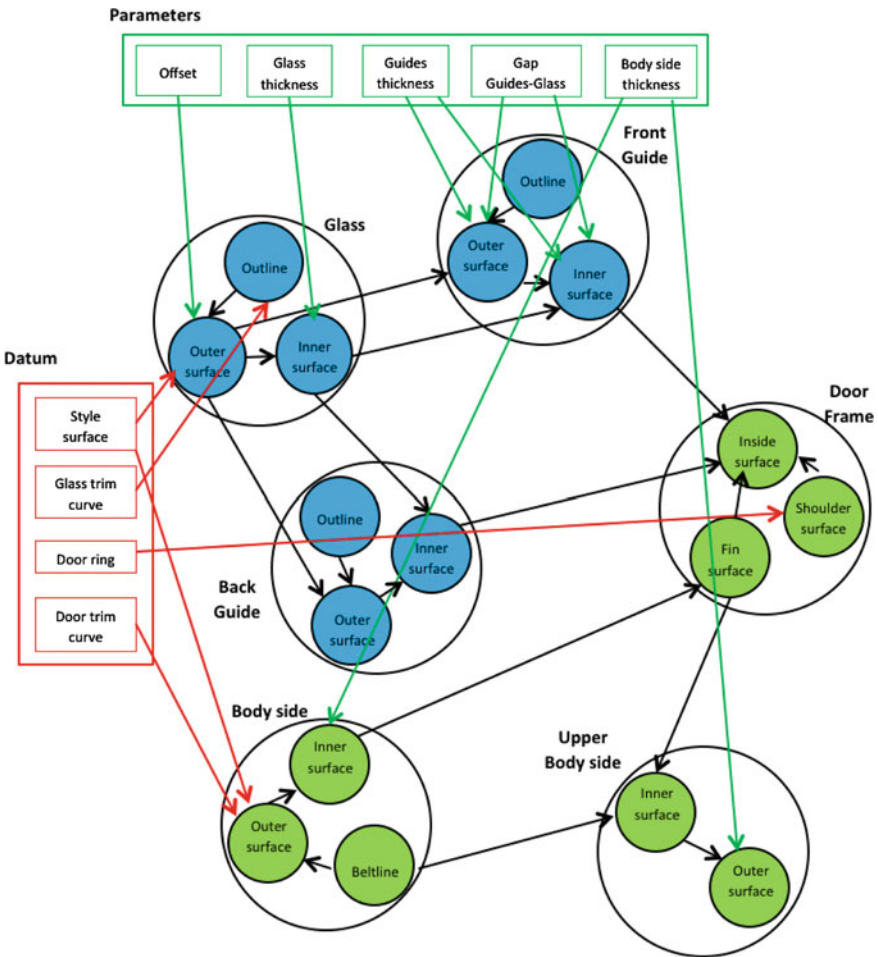 Parameters
Offset
Glass
thickness
Guides
thickness
Gap
Guides-Glass
Body side
thickness
Front
Guide
Outline
Outer
surface
Inner
surface
Glass
Outline
Outer
surface
Inner
surface
Datum
Style
surface
Glass trim
curve
Door ring
Door trim
curve
Door
Frame
Inside
surface
Shoulder
surface
Fin
surface
Back
Guide
Outline
Inner
surface
Outer
surface
Body side
Inner
surface
Outer
surface
Beltline
Upper
Body side
Inner
surface
Outer
surface